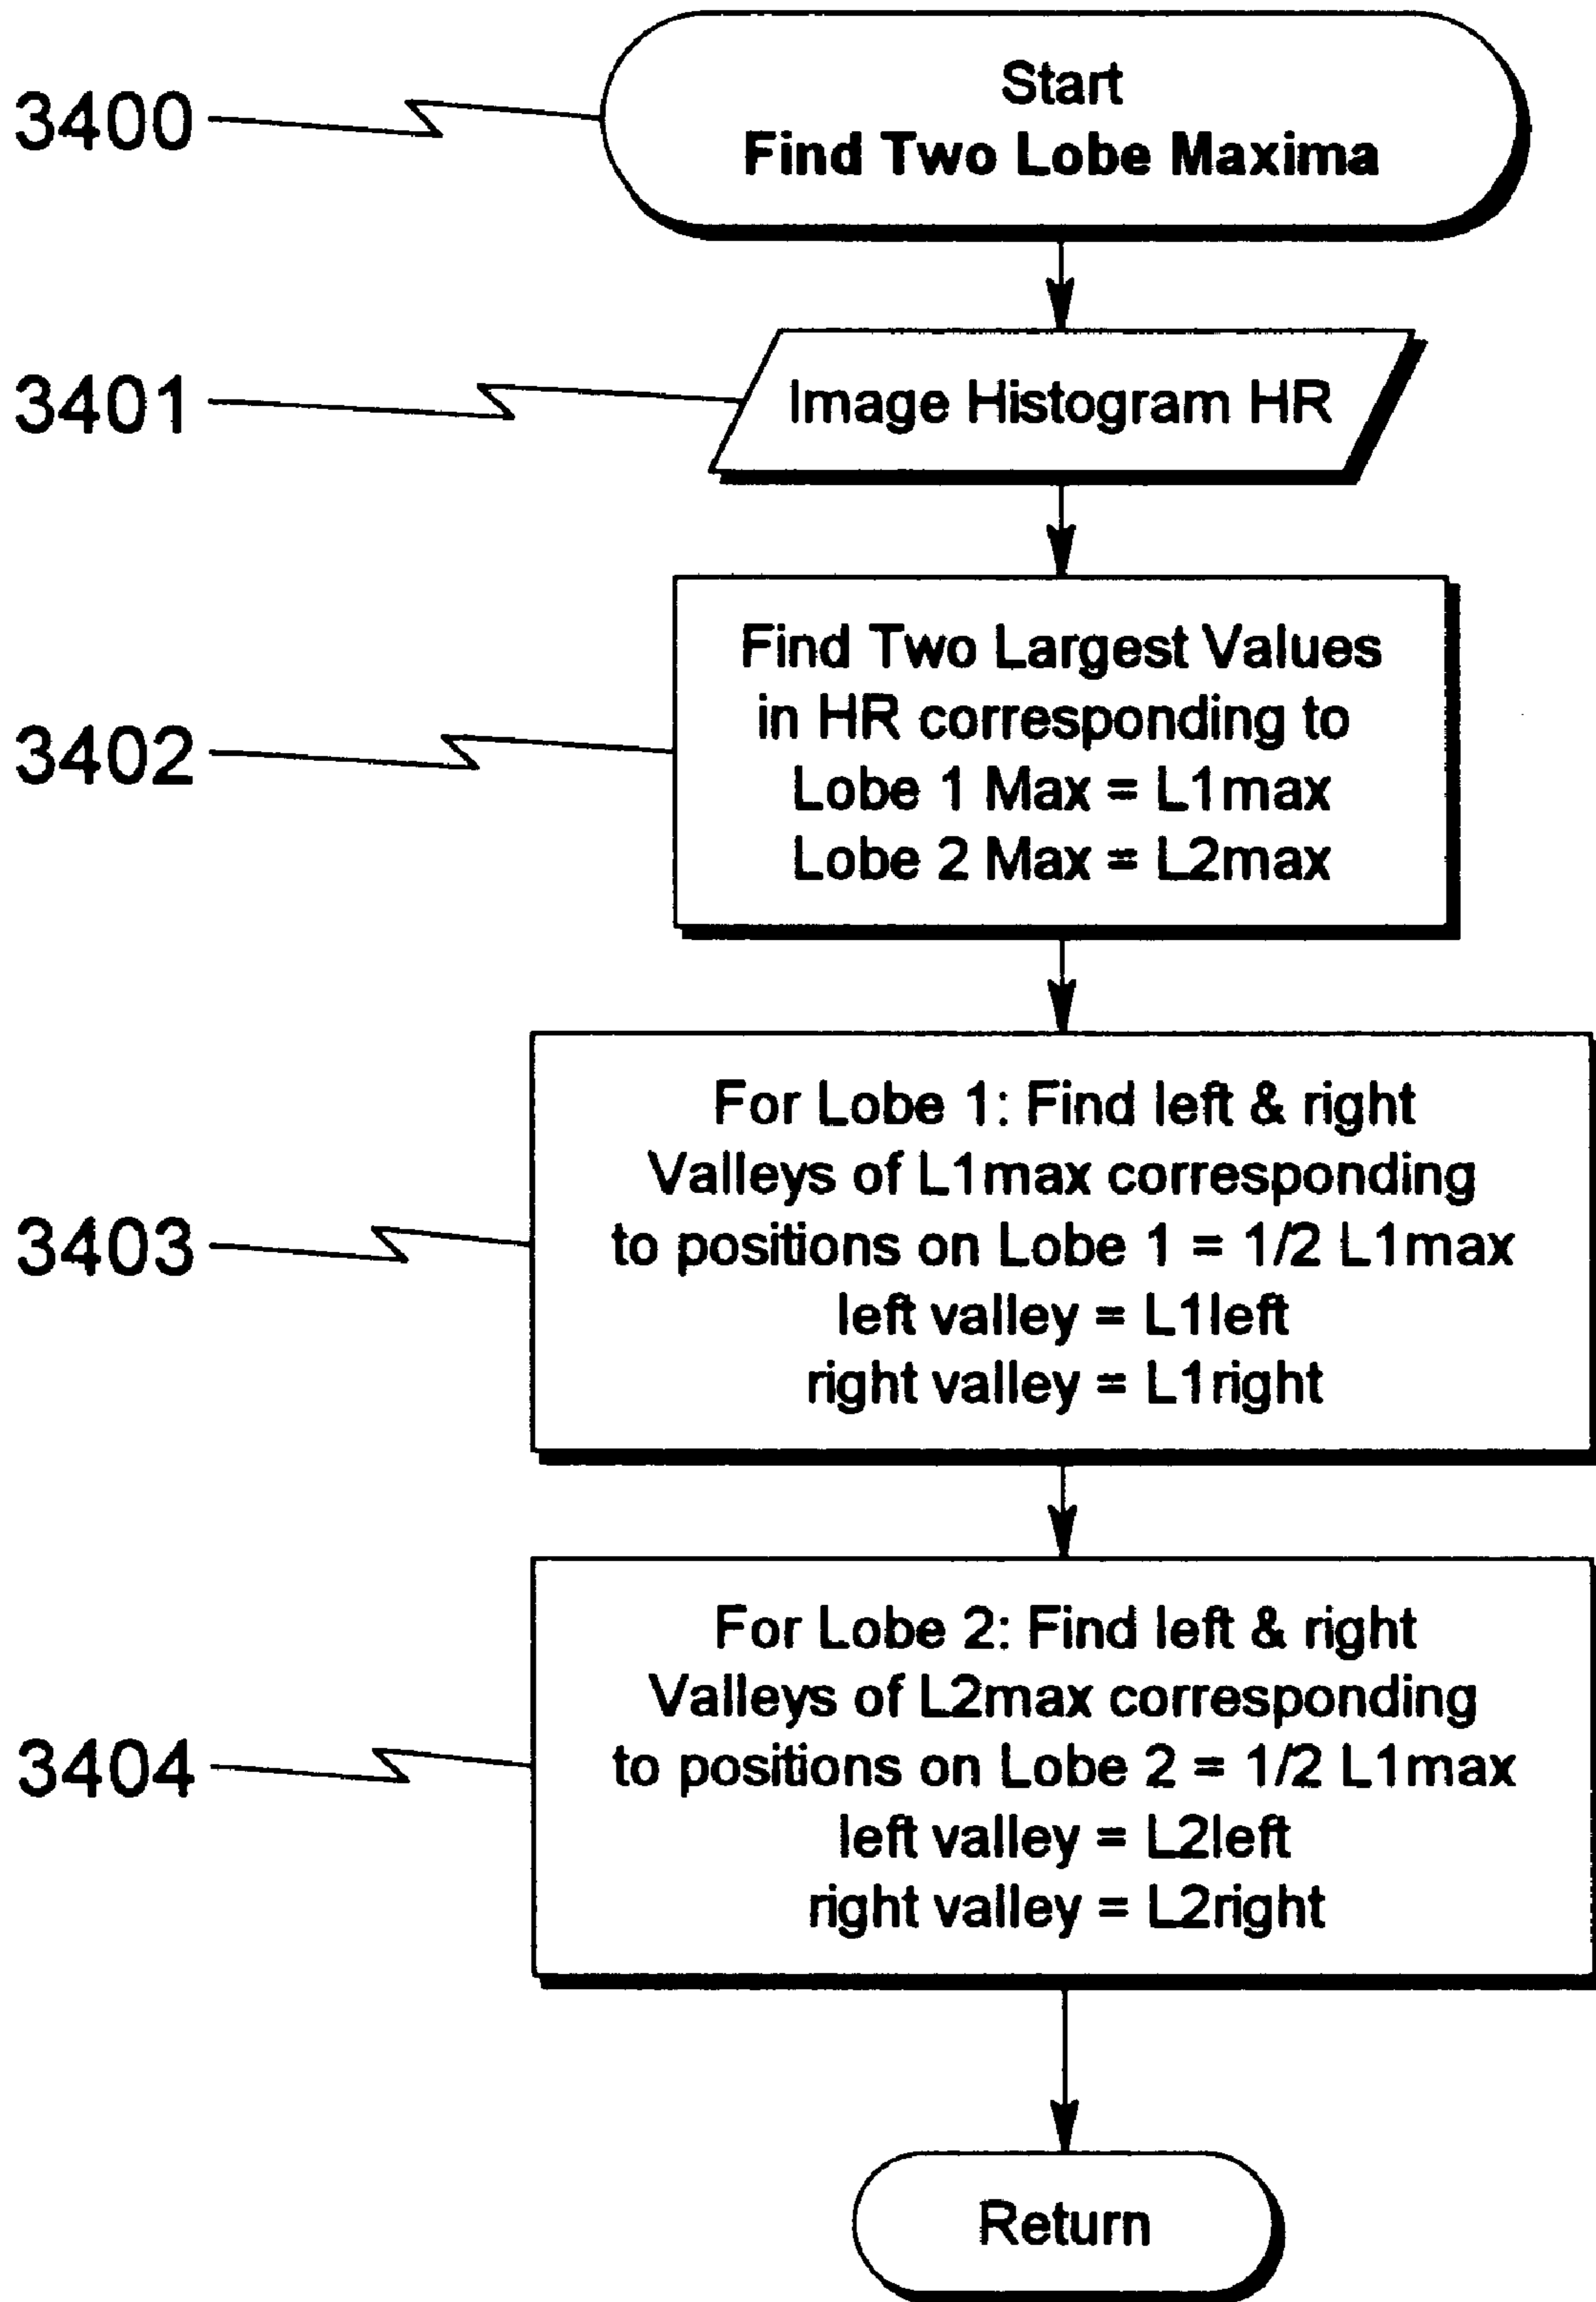 3400
Start
Find Two Lobe Maxima
3401
Image Histogram HR
3402
Find Two Largest Values
in HR corresponding to
Lobe 1 Max = L1max
Lobe 2 Max = L2max
3403
For Lobe 1: Find left & right
Valleys of L1max corresponding
to positions on Lobe 1 = 1/2 L1max
left valley = L1left
right valley = L1right
3404
For Lobe 2: Find left & right
Valleys of L2max corresponding
to positions on Lobe 2 = 1/2 L1max
left valley = L2left
right valley = L2right
Return